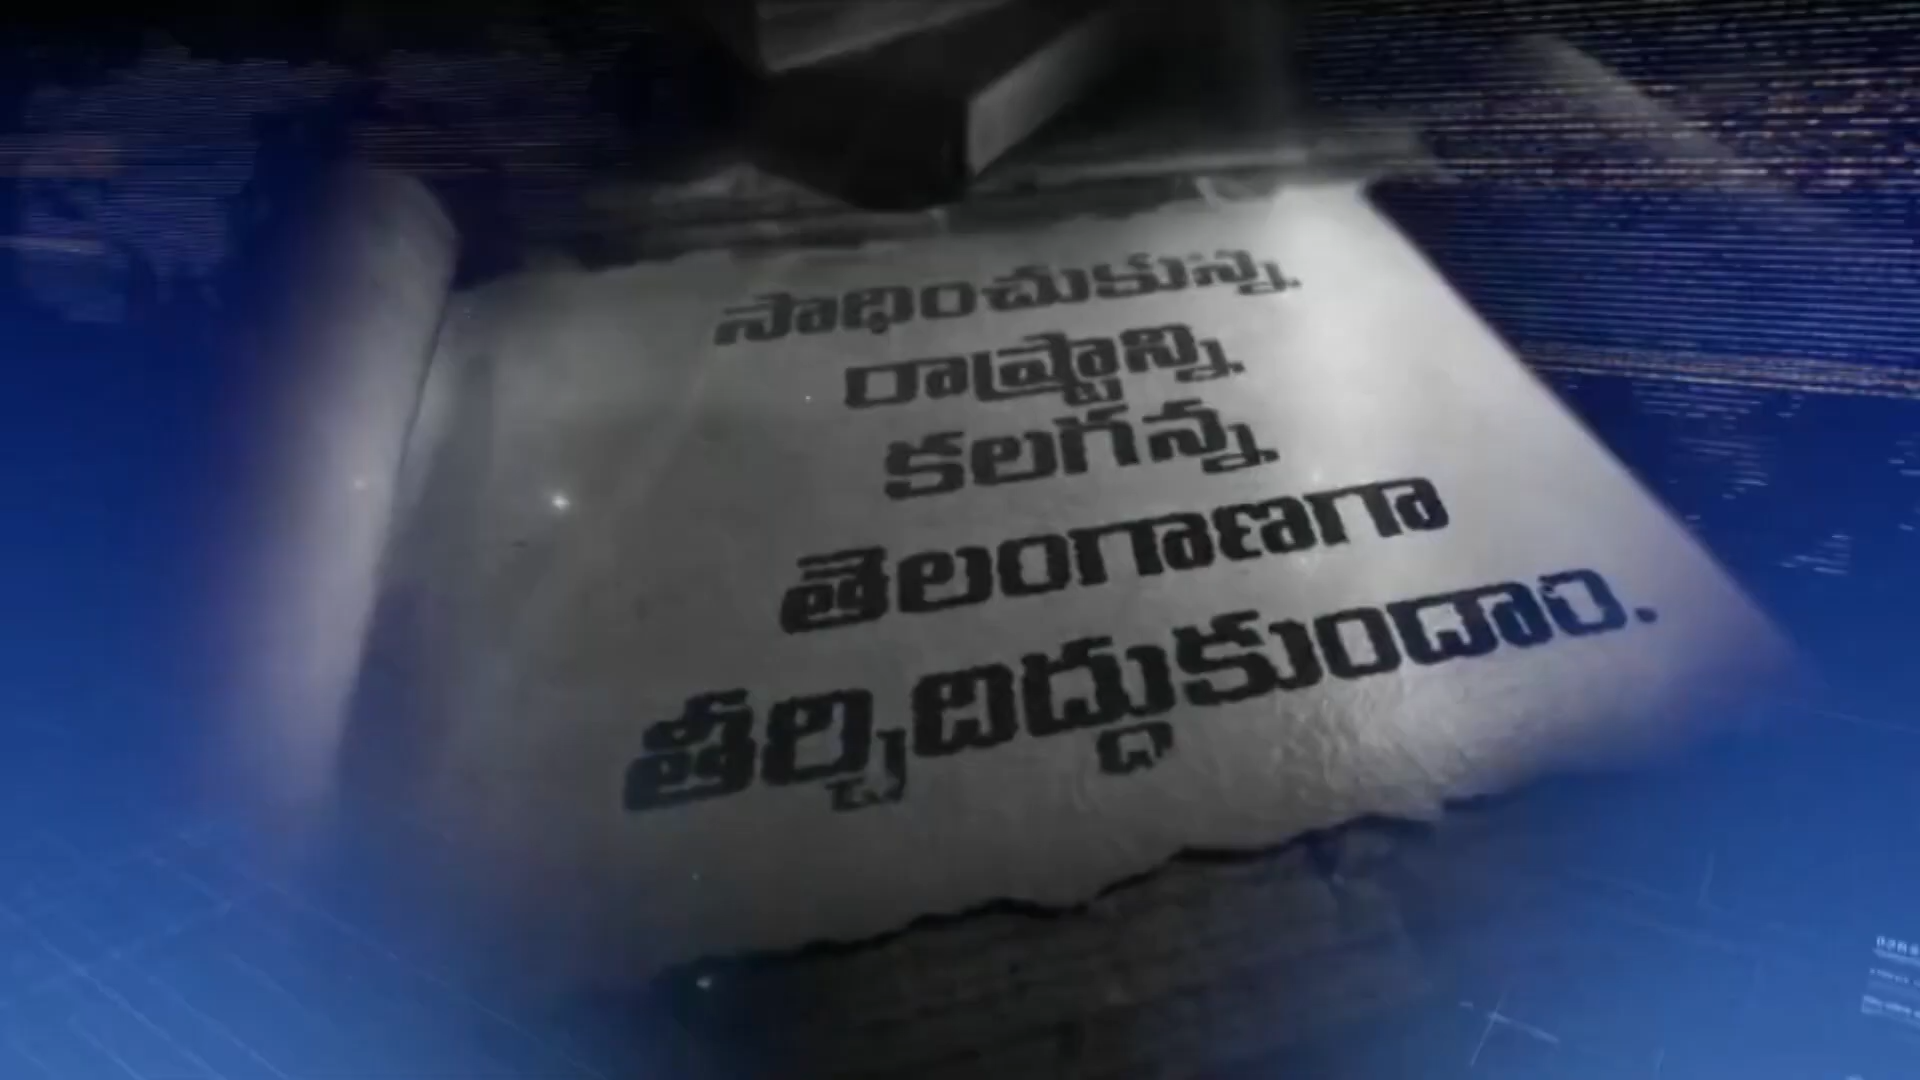 సాధించుకున్న
రాష్ట్రాన్ని
కలగన్న
తెలంగాణగా
తీర్చిదిద్దుకుందాం.